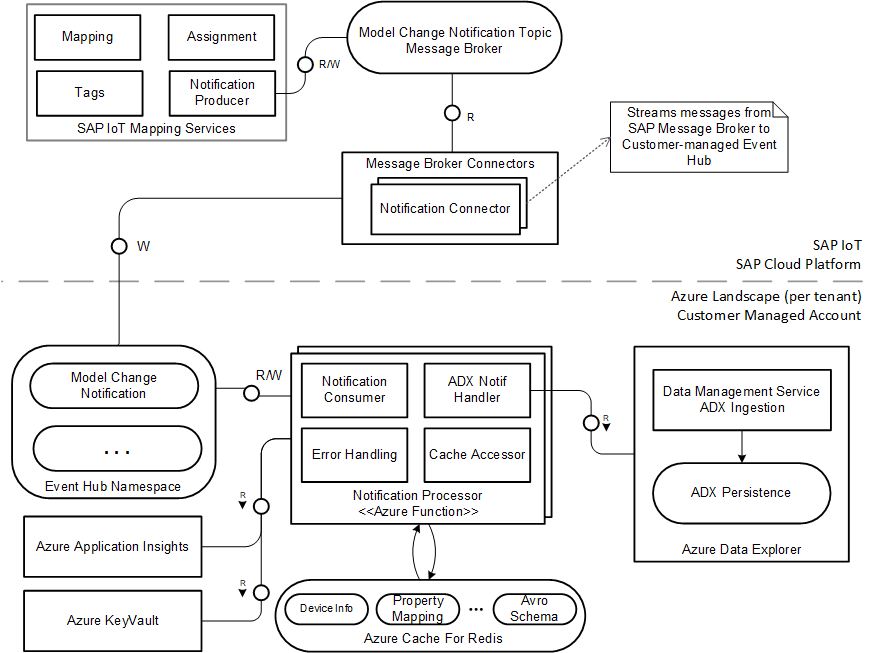 Mapping
Assignment
Tags
Notification
Producer
SAP IoT Mapping Services
R/W
Model Change Notification Topic
Message Broker
R
Message Broker Connectors
Notification Connector
Streams messages from
SAP Message Broker to
Customer-managed Event
Hub
W
SAP IoT
SAP Cloud Platform
Azure Landscape (per tenant)
Customer Managed Account
Model Change
Notification
...
Event Hub Namespace
R/W
Notification
Consumer
ADX Notif
Handler
Error Handling
Cache Accessor
Notification Processor
<<Azure Function>>
R
Data Management Service
ADX Ingestion
ADX Persistence
Azure Data Explorer
R
Azure Application Insights
R
Azure KeyVault
Device Info
Property
Mapping
...
Avro
Schema
Azure Cache For Redis